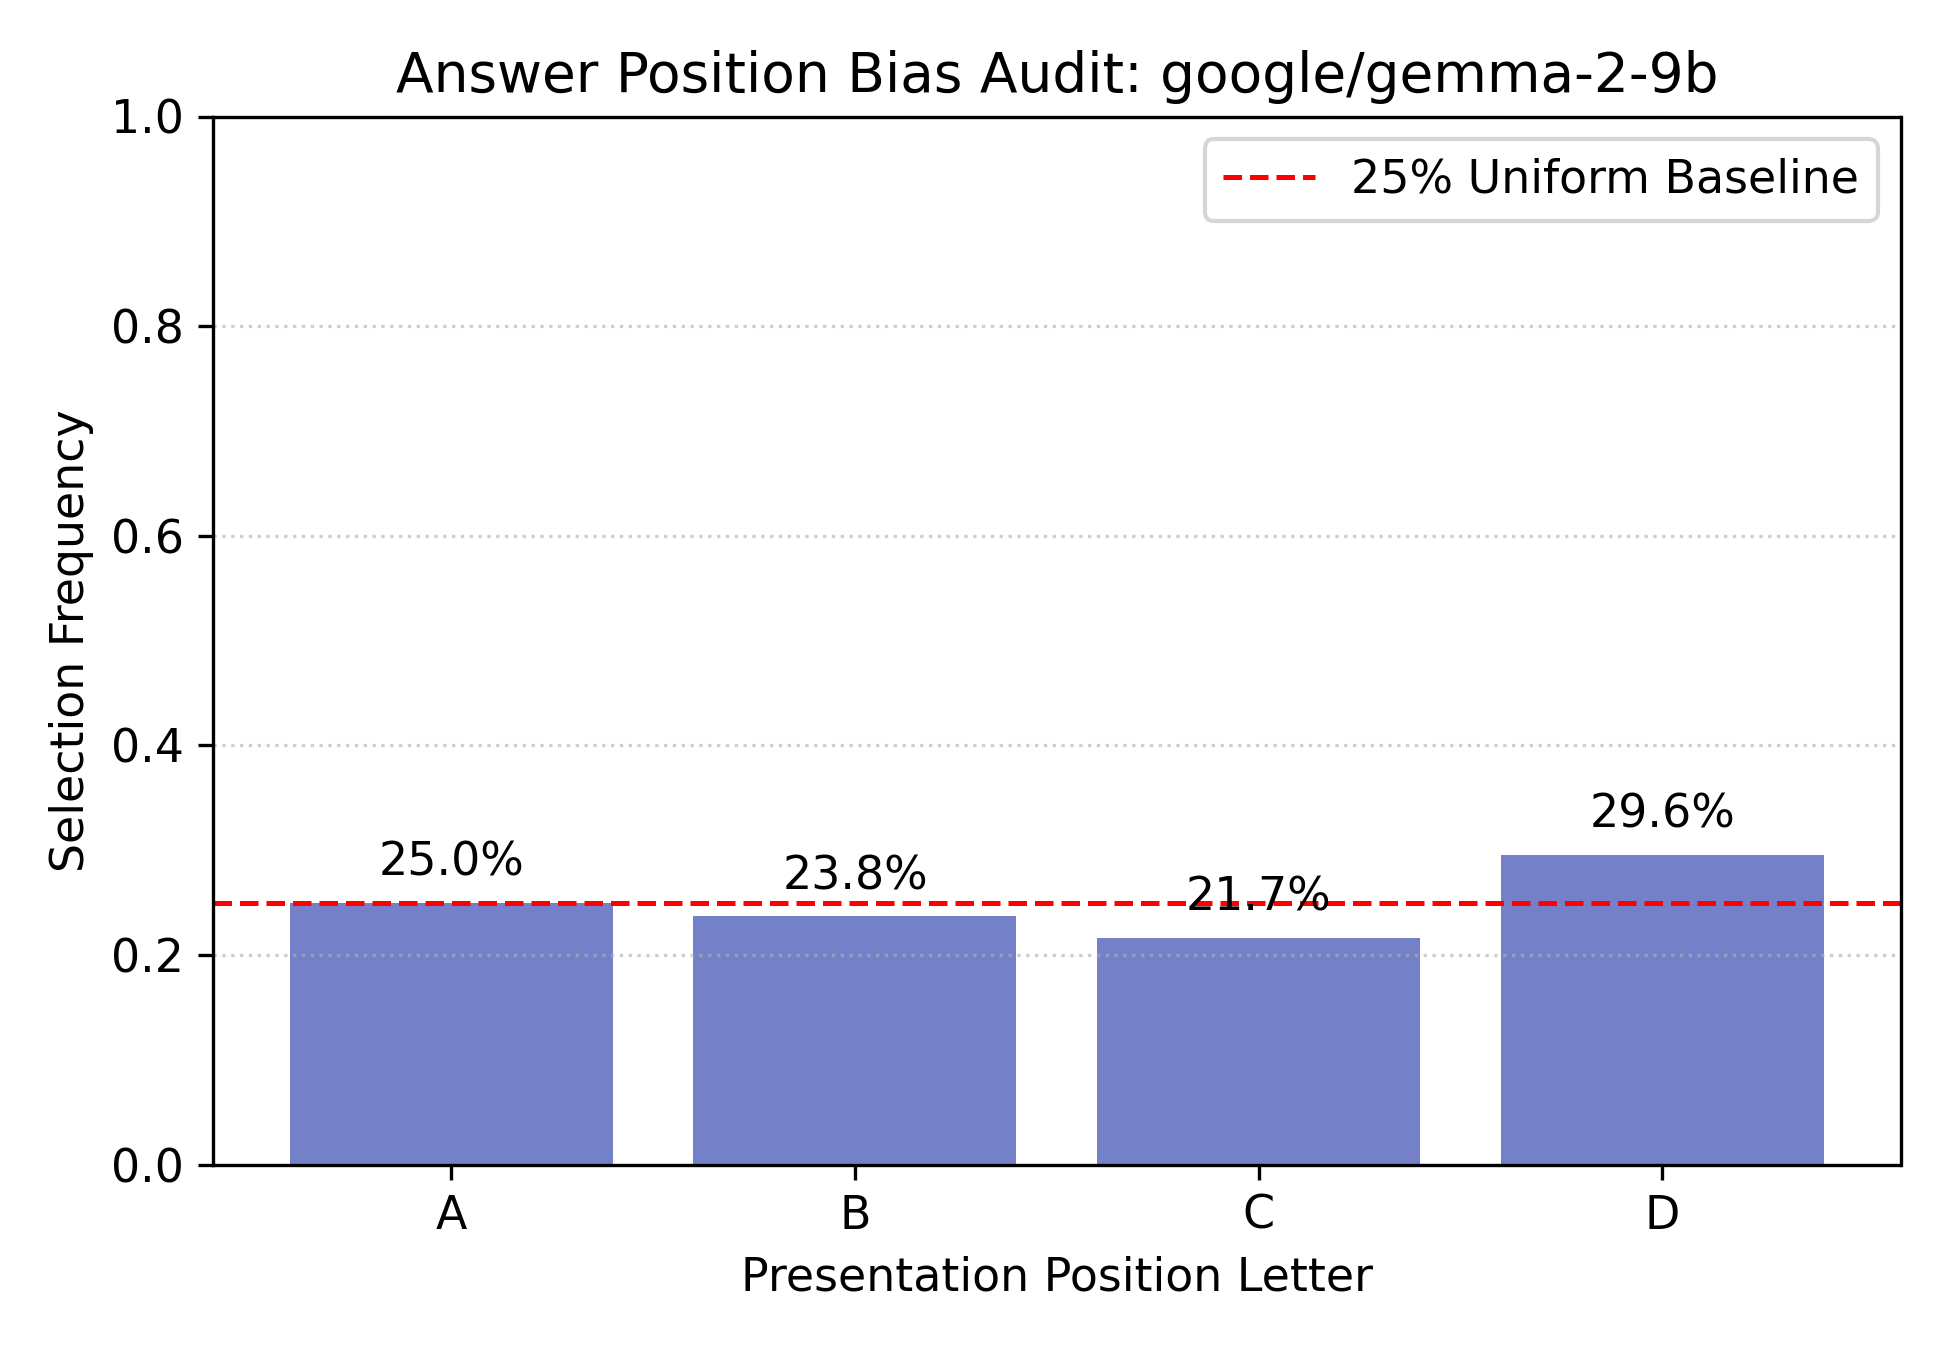 Answer Position Bias Audit: google/gemma-2-9b
25% Uniform Baseline
Selection Frequency
1.0
0.8
0.6
0.4
0.2
0.0
25.0%
23.8%
21.7%
29.6%
A
B
C
D
Presentation Position Letter